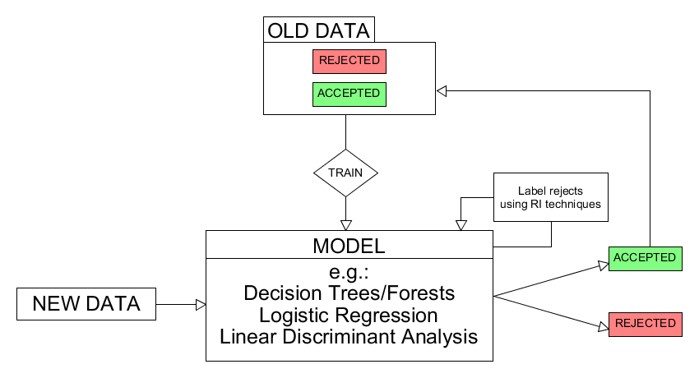 OLD DATA
REJECTED
ACCEPTED
TRAIN
Label rejects
using RI techniques
MODEL
e.g.:
Decision Trees/Forests
Logistic Regression
Linear Discriminant Analysis
NEW DATA
ACCEPTED
REJECTED